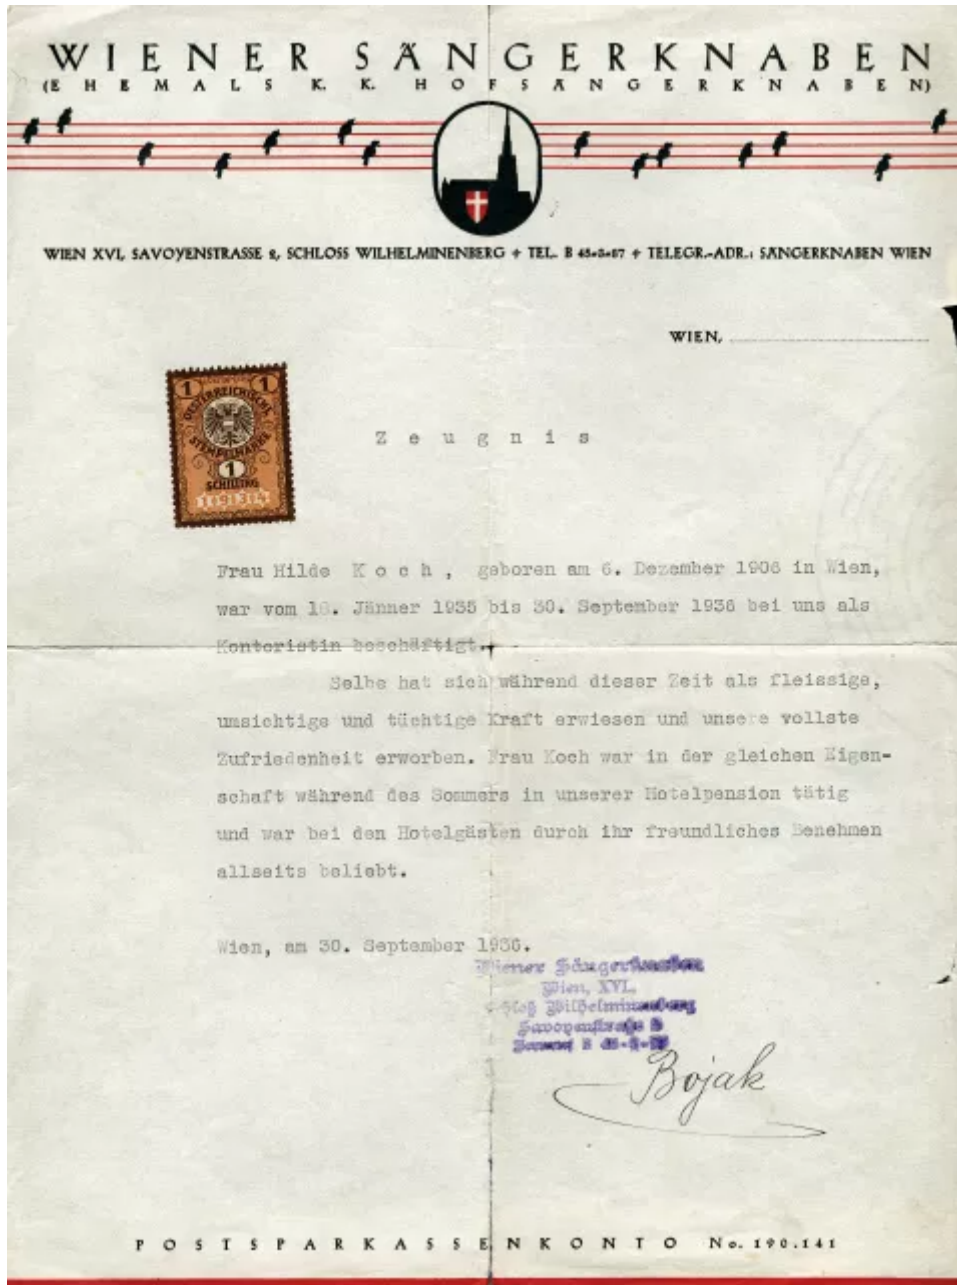 WIENER SÄNGERKNABEN
(EHEMALS K. K. HOFSÄNGERKNABEN)
WIEN XVI, SAVOYENSTRASSE 2, SCHLOSS WILHELMINENBERG + TEL. B 45-3-87 + TELEGR.-ADR.: SÄNGERKNABEN WIEN
WIEN,
1 1
OESTERREICHISCHE
STEMPELMARKE
1
SCHILLING
Zeugnis
Frau Hilde Koch, geboren am 6. Dezember 1906 in Wien,
war vom Jänner 1935 bis 30. September 1936 bei uns als
Kontoristin beschäftigt.
Selbe hat sich während dieser Zeit als fleissige,
umsichtige und tüchtige Kraft erwiesen und unsere vollste
Zufriedenheit erworben. Frau Koch war in der gleichen Eigen-
schaft während des Sommers in unserer Hotelpension tätig
und war bei den Hotelgästen durch ihr freundliches Benehmen
allseits beliebt.
Wien, am 30. September 1936.
Wiener Sängerknaben
Wien, XVI.
Schloß Wilhelminenberg
Savoyenstraße 2
Bojak
POSTSPARKASSENKONTO No. 190.141